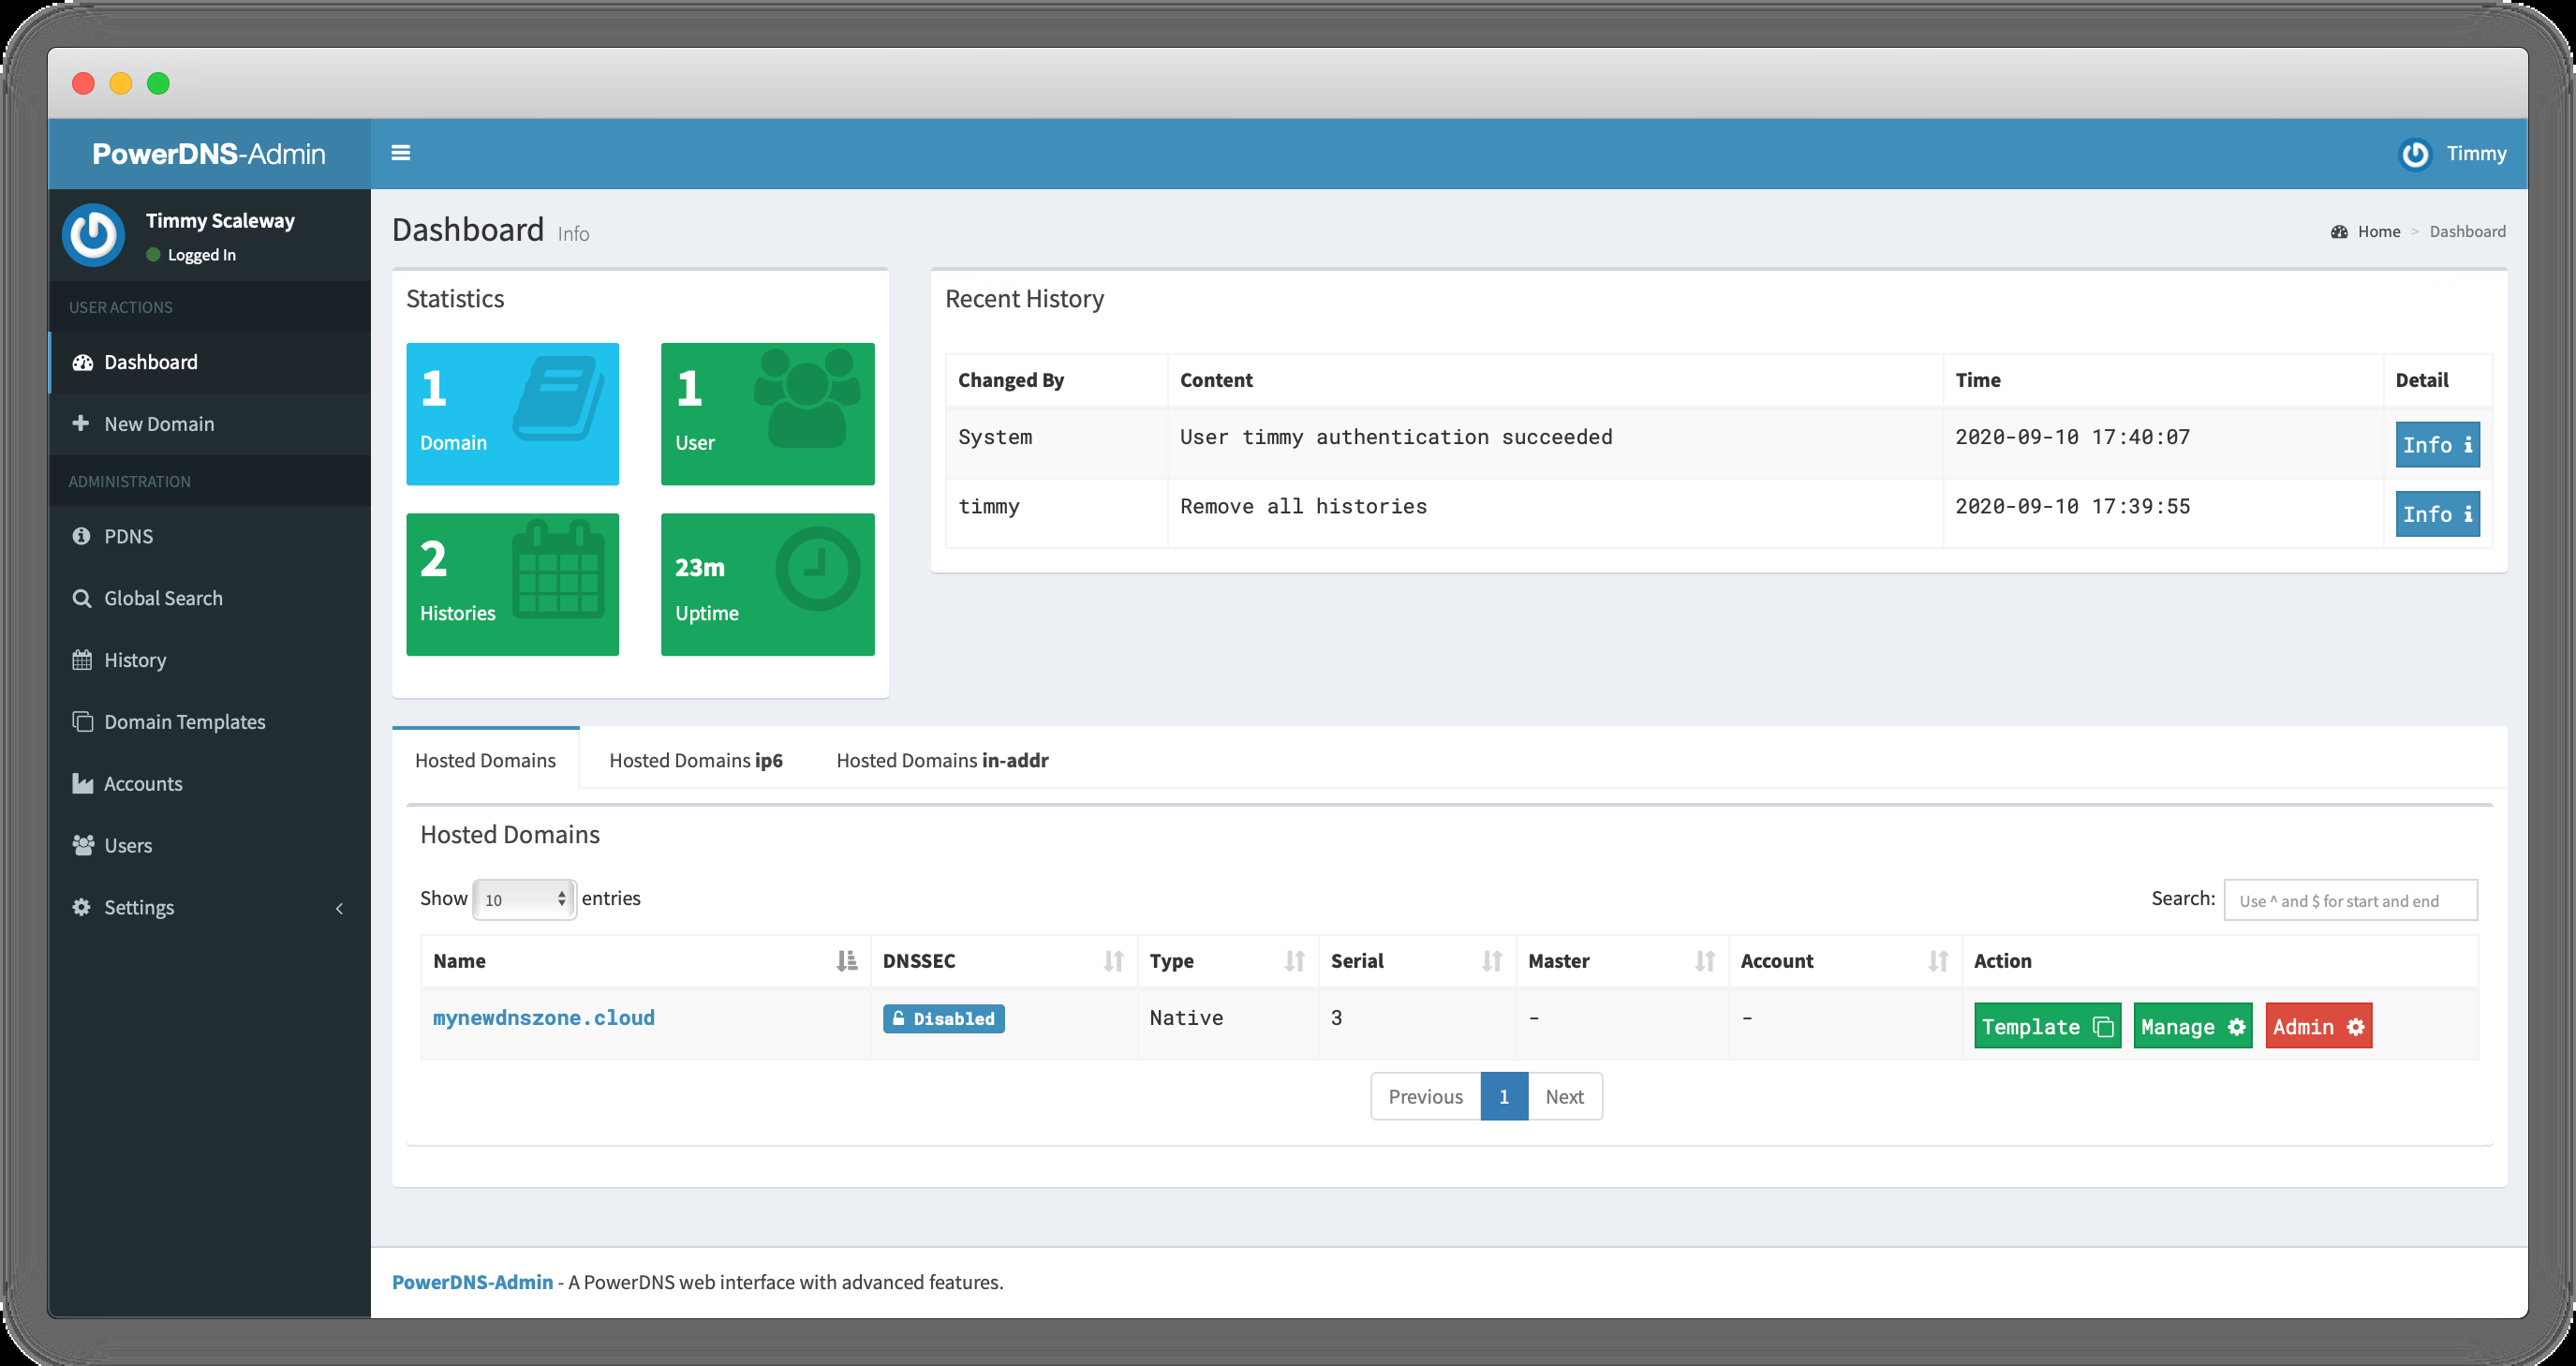 PowerDNS-Admin
Timmy
Timmy Scaleway
Logged In
USER ACTIONS
Dashboard
New Domain
ADMINISTRATION
PDNS
Global Search
History
Domain Templates
Accounts
Users
Settings
Dashboard Info
Home > Dashboard
Statistics
1
Domain
1
User
2
Histories
23m
Uptime
Recent History
Changed By Content Time Detail
System User timmy authentication succeeded 2020-09-10 17:40:07 Info
timmy Remove all histories 2020-09-10 17:39:55 Info
Hosted Domains Hosted Domains ip6 Hosted Domains in-addr
Hosted Domains
Show 10 entries
Search: Use ^ and $ for start and end
Name DNSSEC Type Serial Master Account Action
mynewdnszone.cloud Disabled Native 3 - - Template Manage Admin
Previous 1 Next
PowerDNS-Admin - A PowerDNS web interface with advanced features.